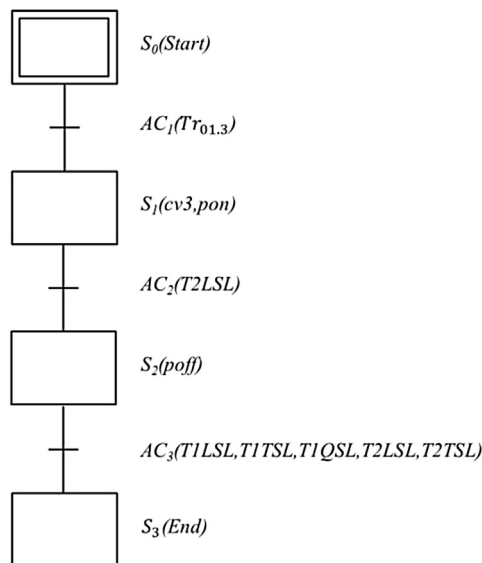 S₀(Start)
AC₁(Tr₀₁.₃)
S₁(cv3,pon)
AC₂(T2LSL)
S₂(poff)
AC₃(T1LSL,T1TSL,T1QSL,T2LSL,T2TSL)
S₃(End)